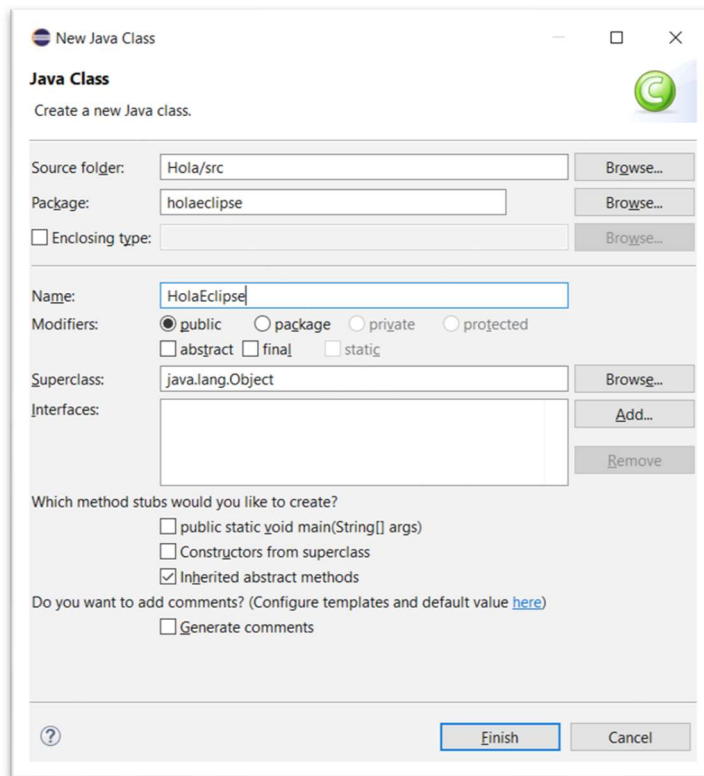 New Java Class
Java Class
Create a new Java class.
Source folder: Hola/src Browse...
Package: holaeclipse Browse...
Enclosing type: Browse...
Name: HolaEclipse
Modifiers: public package private protected
abstract final static
Superclass: java.lang.Object Browse...
Interfaces: Add...
Remove
Which method stubs would you like to create?
public static void main(String[] args)
Constructors from superclass
Inherited abstract methods
Do you want to add comments? (Configure templates and default value here)
Generate comments
? Finish Cancel